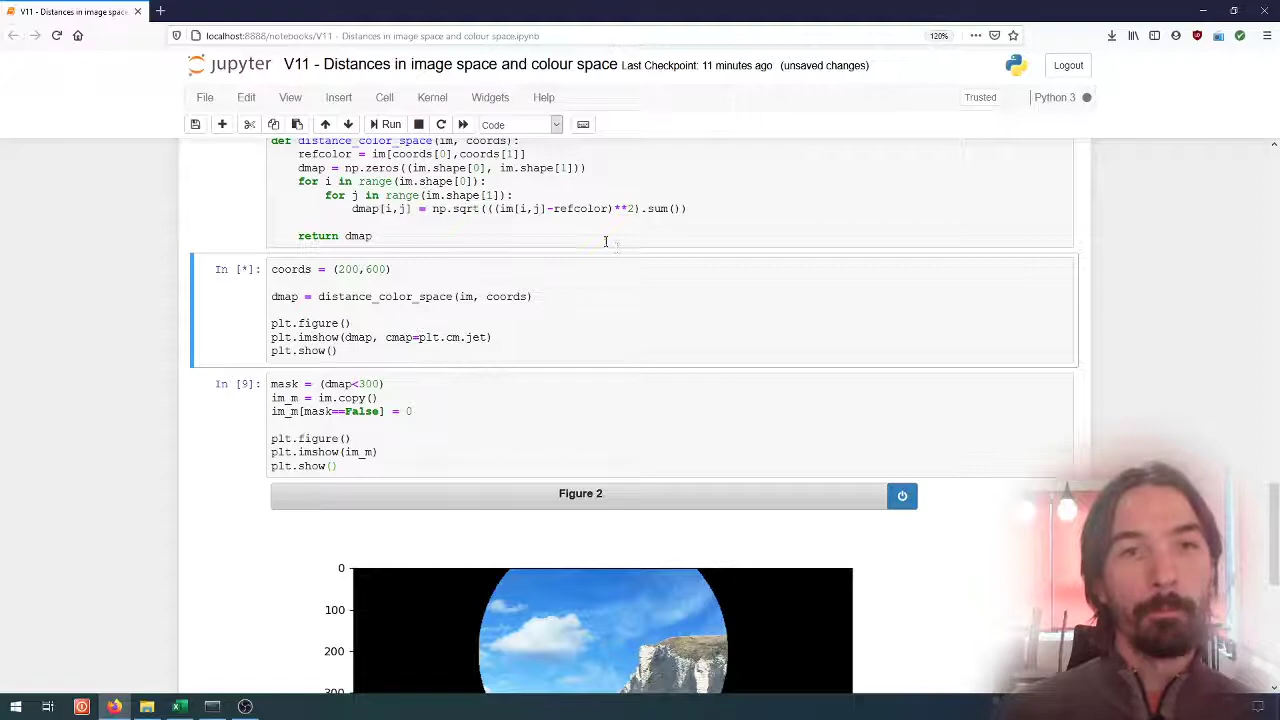 V11 - Distances in image space
localhost:8888/notebooks/V11 - Distances in image space and colour space.ipynb
120%
jupyter V11 - Distances in image space and colour space Last Checkpoint: 11 minutes ago (unsaved changes)
Logout
File Edit View Insert Cell Kernel Widgets Help
Trusted
Python 3
Run
Code
def distance_color_space(im, coords):
refcolor = im[coords[0],coords[1]]
dmap = np.zeros((im.shape[0], im.shape[1]))
for i in range(im.shape[0]):
for j in range(im.shape[1]):
dmap[i,j] = np.sqrt(((im[i,j]-refcolor)**2).sum())
return dmap
In [*]: coords = (200,600)
dmap = distance_color_space(im, coords)
plt.figure()
plt.imshow(dmap, cmap=plt.cm.jet)
plt.show()
In [9]: mask = (dmap<300)
im_m = im.copy()
im_m[mask==False] = 0
plt.figure()
plt.imshow(im_m)
plt.show()
Figure 2
0
100
200
300